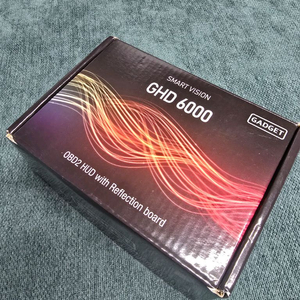 SMART VISION
GHD 6000
GADGET
OBD2 HUD with Reflection board